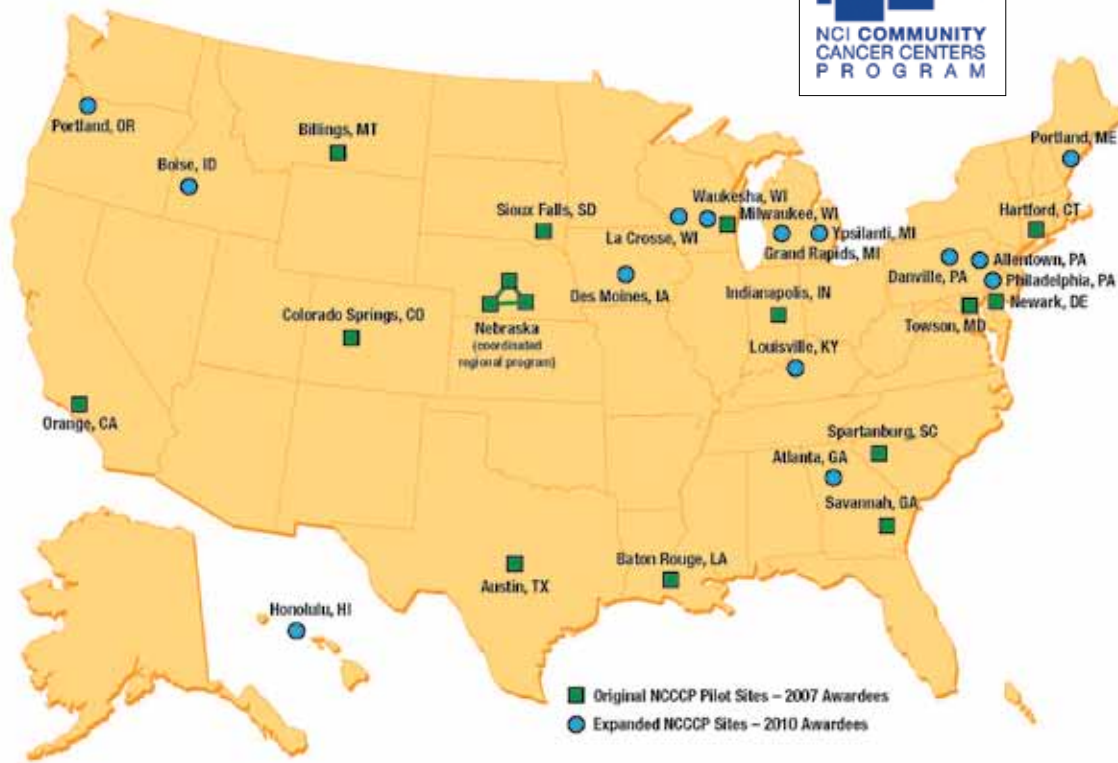 NCI COMMUNITY
CANCER CENTERS
PROGRAM
Portland, OR
Billings, MT
Portland, ME
Boise, ID
Waukesha, WI
Sioux Falls, SD
Milwaukee, WI
Hartford, CT
La Crosse, WI
Ypsilanti, MI
Grand Rapids, MI
Allentown, PA
Danville, PA
Philadelphia, PA
Des Moines, IA
Indianapolis, IN
Newark, DE
Colorado Springs, CO
Nebraska
(coordinated
regional program)
Towson, MD
Louisville, KY
Orange, CA
Spartanburg, SC
Atlanta, GA
Savannah, GA
Baton Rouge, LA
Austin, TX
Honolulu, HI
Original NCCCP Pilot Sites – 2007 Awardees
Expanded NCCCP Sites – 2010 Awardees